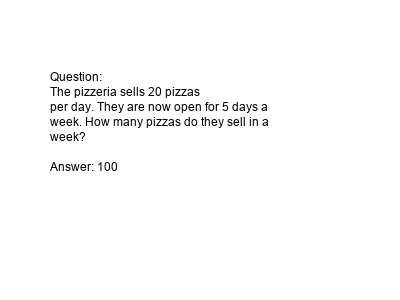 Question:
The pizzeria sells 20 pizzas
per day. They are now open for 5 days a
week. How many pizzas do they sell in a
week?
Answer: 100